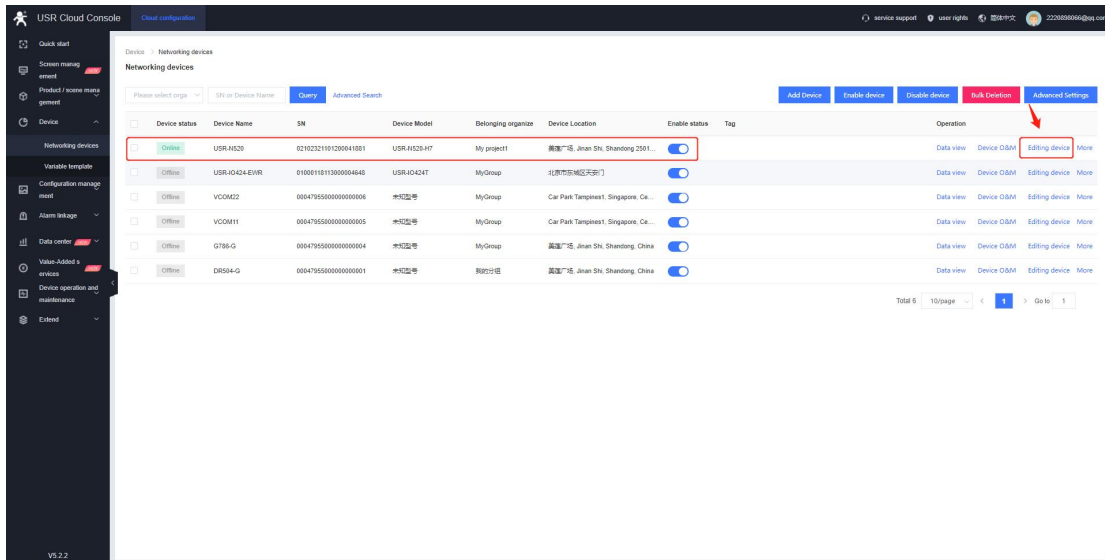 USR Cloud Console
Cloud configuration
service support
user rights
简体中文
2220898066@qq.com
Quick start
Screen manag
ement
Product / scene mana
gement
Device
Networking devices
Variable template
Configuration manage
ment
Alarm linkage
Data center
Value-Added s
ervices
Device operation and
maintenance
Extend
V5.2.2
Device > Networking devices
Networking devices
Please select orga
SN or Device Name
Query
Advanced Search
Add Device
Enable device
Disable device
Bulk Deletion
Advanced Settings
Device status Device Name SN Device Model Belonging organize Device Location Enable status Tag Operation
Online USR-N520 02102321101200041881 USR-N520-H7 My project1 Jinan Shi, Shandong 2501... Data view Device O&M Editing device More
Offline USR-IO424-EWR 01000118113000004648 USR-IO424T MyGroup 北京市东城区天安门 Data view Device O&M Editing device More
Offline VCOM22 00047955000000000006 未知型号 MyGroup Car Park Tampines1, Singapore, Ce... Data view Device O&M Editing device More
Offline VCOM11 00047955000000000005 未知型号 MyGroup Car Park Tampines1, Singapore, Ce... Data view Device O&M Editing device More
Offline G786-G 00047955000000000004 未知型号 MyGroup Jinan Shi, Shandong, China Data view Device O&M Editing device More
Offline DR504-G 00047955000000000001 未知型号 我的分组 Jinan Shi, Shandong, China Data view Device O&M Editing device More
Total 6 10/page < 1 > Go to 1